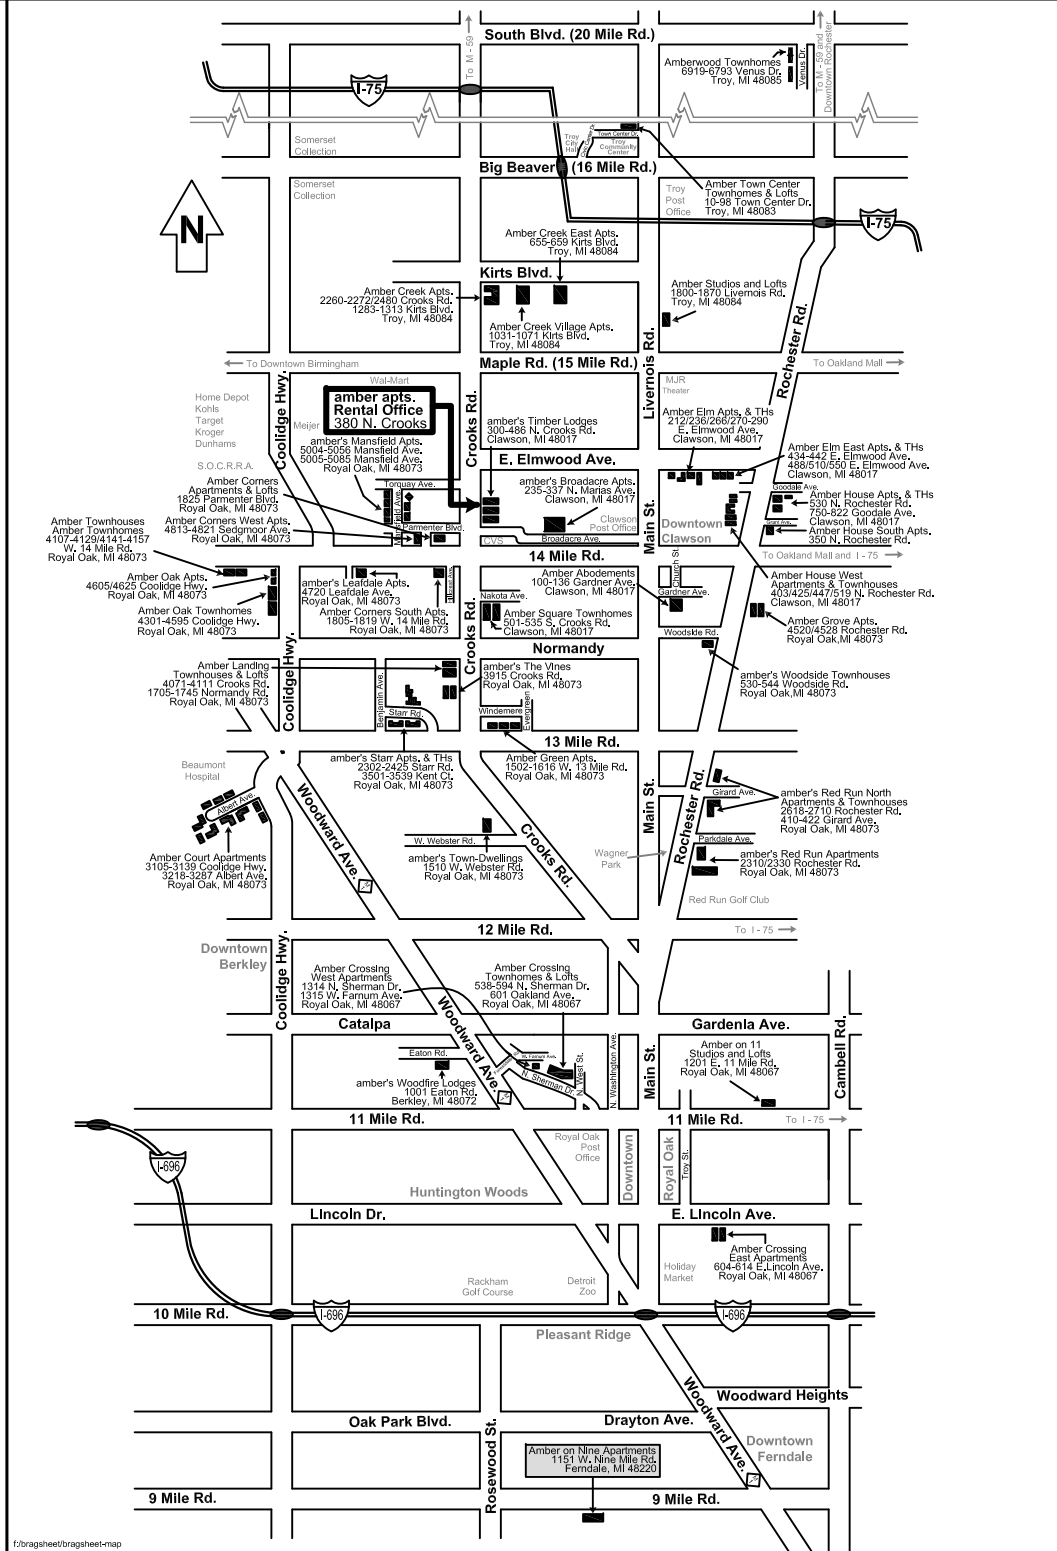 South Blvd. (20 Mile Rd.)
To M - 59
To M - 59 and
Downtown Rochester
Amberwood Townhomes
6919-6793 Venus Dr.
Troy, MI 48085
Venus Dr.
I-75
Somerset
Collection
Troy
City
Hall
Town Center Dr.
Troy
Community
Center
Big Beaver (16 Mile Rd.)
Somerset
Collection
Troy
Post
Office
Amber Town Center
Townhomes & Lofts
10-98 Town Center Dr.
Troy, MI 48083
N
I-75
Amber Creek East Apts.
655-659 Kirts Blvd.
Troy, MI 48084
Kirts Blvd.
Amber Creek Apts.
2260-2272/2480 Crooks Rd.
1283-1313 Kirts Blvd.
Troy, MI 48084
Amber Creek Village Apts.
1031-1071 Kirts Blvd.
Troy, MI 48084
Amber Studios and Lofts
1800-1870 Livernois Rd.
Troy, MI 48084
Livernois Rd.
Rochester Rd.
To Downtown Birmingham
Maple Rd. (15 Mile Rd.)
To Oakland Mall
Coolidge Hwy.
Wal-Mart
Home Depot
Kohls
Target
Kroger
Dunhams
Meijer
S.O.C.R.R.A.
amber apts.
Rental Office
380 N. Crooks
Crooks Rd.
MJR
Theater
amber's Timber Lodges
300-486 N. Crooks Rd.
Clawson, MI 48017
Amber Elm Apts. & THs
212/236/266/270-290
E. Elmwood Ave.
Clawson, MI 48017
amber's Mansfield Apts.
5004-5056 Mansfield Ave.
5005-5085 Mansfield Ave.
Royal Oak, MI 48073
E. Elmwood Ave.
Amber Elm East Apts. & THs
434-442 E. Elmwood Ave.
488/510/550 E. Elmwood Ave.
Clawson, MI 48017
Amber Corners
Apartments & Lofts
1825 Parmenter Blvd.
Royal Oak, MI 48073
Torquay Ave.
Mansfield Ave.
Parmenter Blvd.
amber's Broadacre Apts.
235-337 N. Marias Ave.
Clawson, MI 48017
Main St.
Goodale Ave.
Amber House Apts. & THs
530 N. Rochester Rd.
750-822 Goodale Ave.
Clawson, MI 48017
Grant Ave.
Amber House South Apts.
350 N. Rochester Rd.
Amber Townhouses
Amber Townhomes
4107-4129/4141-4157
W. 14 Mile Rd.
Royal Oak, MI 48073
Amber Corners West Apts.
4813-4821 Sedgmoor Ave.
Royal Oak, MI 48073
Clawson
Post Office
Downtown
Clawson
CVS
Broadacre Ave.
14 Mile Rd.
To Oakland Mall and I - 75
Amber Oak Apts.
4605/4625 Coolidge Hwy.
Royal Oak, MI 48073
Amber Oak Townhomes
4301-4595 Coolidge Hwy.
Royal Oak, MI 48073
amber's Leafdale Apts.
4720 Leafdale Ave.
Royal Oak, MI 48073
Amber Corners South Apts.
1805-1819 W. 14 Mile Rd.
Royal Oak, MI 48073
Nakota Ave.
Amber Abodements
100-136 Gardner Ave.
Clawson, MI 48017
Church St.
Gardner Ave.
Amber House West
Apartments & Townhouses
403/425/447/519 N. Rochester Rd.
Clawson, MI 48017
Amber Square Townhomes
501-535 S. Crooks Rd.
Clawson, MI 48017
Amber Grove Apts.
4520/4528 Rochester Rd.
Royal Oak,MI 48073
Woodside Rd.
Coolidge Hwy.
Crooks Rd.
Normandy
Amber Landing
Townhouses & Lofts
4071-4111 Crooks Rd.
1705-1745 Normandy Rd.
Royal Oak, MI 48073
Benjamin Ave.
Starr Rd.
amber's The Vines
3915 Crooks Rd.
Royal Oak, MI 48073
Windemere
Evergreen
amber's Woodside Townhouses
530-544 Woodside Rd.
Royal Oak,MI 48073
13 Mile Rd.
Beaumont
Hospital
amber's Starr Apts. & THs
2302-2425 Starr Rd.
3501-3539 Kent Ct.
Royal Oak, MI 48073
Amber Green Apts.
1502-1616 W. 13 Mile Rd.
Royal Oak, MI 48073
Main St.
Rochester Rd.
Girard Ave.
amber's Red Run North
Apartments & Townhouses
2618-2710 Rochester Rd.
410-422 Girard Ave.
Royal Oak, MI 48073
Albert Ave.
Woodward Ave.
Crooks Rd.
W. Webster Rd.
Parkdale Ave.
Amber Court Apartments
3105-3139 Coolidge Hwy.
3218-3287 Albert Ave.
Royal Oak, MI 48073
amber's Town-Dwellings
1510 W. Webster Rd.
Royal Oak, MI 48073
Wagner
Park
amber's Red Run Apartments
2310/2330 Rochester Rd.
Royal Oak, MI 48073
Red Run Golf Club
12 Mile Rd.
To I - 75
Downtown
Berkley
Coolidge Hwy.
Amber Crossing
West Apartments
1314 N. Sherman Dr.
1315 W. Farnum Ave.
Royal Oak, MI 48067
Amber Crossing
Townhomes & Lofts
538-594 N. Sherman Dr.
601 Oakland Ave.
Royal Oak, MI 48067
Catalpa
Woodward Ave.
Gardenia Ave.
Cambell Rd.
Eaton Rd.
W. Farnum Ave.
N. Sherman Dr.
N. West St.
N. Washington Ave.
Main St.
Amber on 11
Studios and Lofts
1201 E. 11 Mile Rd.
Royal Oak, MI 48067
amber's Woodfire Lodges
1001 Eaton Rd.
Berkley, MI 48072
11 Mile Rd.
11 Mile Rd.
To I - 75
I-696
Royal Oak
Post
Office
Downtown
Royal Oak
Troy St.
Huntington Woods
Lincoln Dr.
E. Lincoln Ave.
Amber Crossing
East Apartments
604-614 E.Lincoln Ave.
Royal Oak, MI 48067
Holiday
Market
Rackham
Golf Course
Detroit
Zoo
10 Mile Rd.
I-696
I-696
Pleasant Ridge
Woodward Ave.
Woodward Heights
Oak Park Blvd.
Drayton Ave.
Rosewood St.
Downtown
Ferndale
Amber on Nine Apartments
1151 W. Nine Mile Rd.
Ferndale, MI 48220
9 Mile Rd.
9 Mile Rd.
f:/bragsheet/bragsheet-map